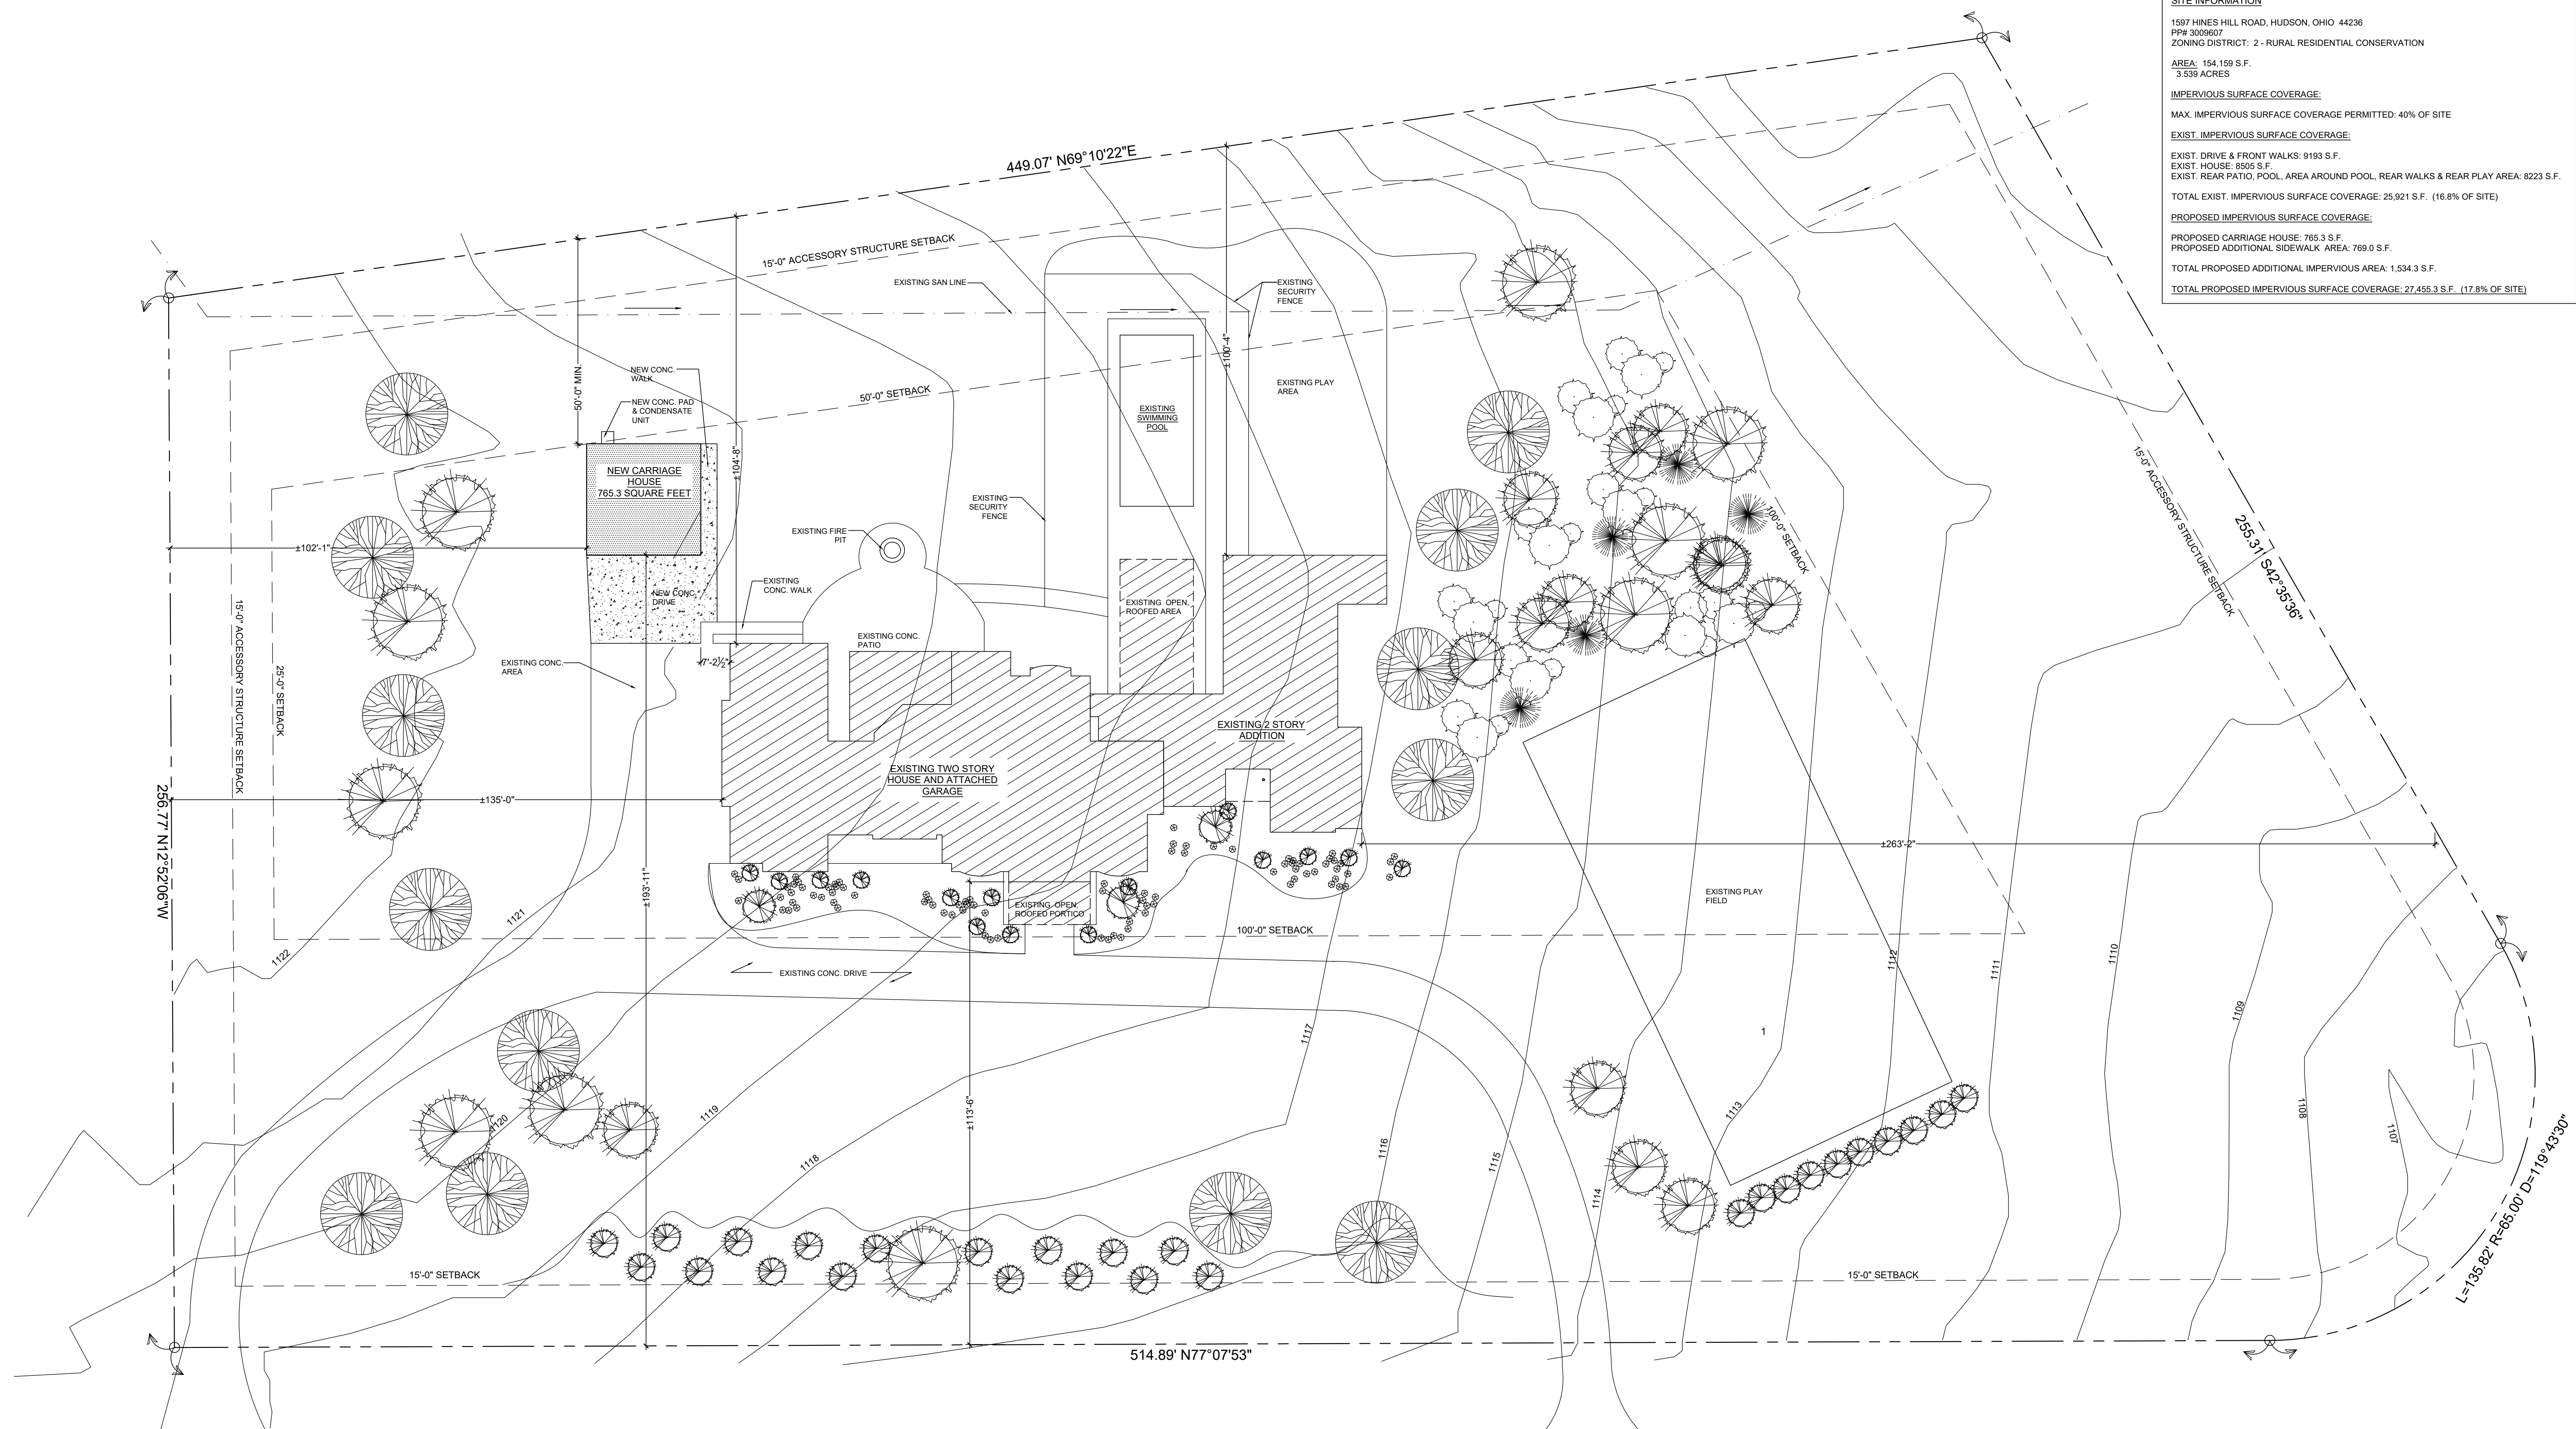 SITE INFORMATION
1597 HINES HILL ROAD, HUDSON, OHIO 44236
PP# 3009607
ZONING DISTRICT: 2 - RURAL RESIDENTIAL CONSERVATION
AREA: 154,159 S.F.
3.539 ACRES
IMPERVIOUS SURFACE COVERAGE:
MAX. IMPERVIOUS SURFACE COVERAGE PERMITTED: 40% OF SITE
EXIST. IMPERVIOUS SURFACE COVERAGE:
EXIST. DRIVE & FRONT WALKS: 9193 S.F.
EXIST. HOUSE: 8505 S.F.
EXIST. REAR PATIO, POOL, AREA AROUND POOL, REAR WALKS & REAR PLAY AREA: 8223 S.F.
TOTAL EXIST. IMPERVIOUS SURFACE COVERAGE: 25,921 S.F. (16.8% OF SITE)
PROPOSED IMPERVIOUS SURFACE COVERAGE:
PROPOSED CARRIAGE HOUSE: 765.3 S.F.
PROPOSED ADDITIONAL SIDEWALK AREA: 769.0 S.F.
TOTAL PROPOSED ADDITIONAL IMPERVIOUS AREA: 1,534.3 S.F.
TOTAL PROPOSED IMPERVIOUS SURFACE COVERAGE: 27,455.3 S.F. (17.8% OF SITE)
449.07' N69°10'22"E
15'-0" ACCESSORY STRUCTURE SETBACK
EXISTING SAN LINE
EXISTING
SECURITY
FENCE
50'-0" MIN.
NEW CONC.
WALK
NEW CONC. PAD
& CONDENSATE
UNIT
50'-0" SETBACK
±100'-4"
EXISTING PLAY
AREA
EXISTING
SWIMMING
POOL
±104'-8"
NEW CARRIAGE
HOUSE
765.3 SQUARE FEET
EXISTING
SECURITY
FENCE
EXISTING FIRE
PIT
±102'-1"
EXISTING
CONC. WALK
NEW CONC.
DRIVE
EXISTING OPEN,
ROOFED AREA
EXISTING CONC.
PATIO
7'-2½"
EXISTING CONC.
AREA
100'-0" SETBACK
15'-0" ACCESSORY STRUCTURE SETBACK
255.31' S42°35'36"
15'-0" ACCESSORY STRUCTURE SETBACK
25'-0" SETBACK
EXISTING 2 STORY
ADDITION
EXISTING TWO STORY
HOUSE AND ATTACHED
GARAGE
±135'-0"
256.77' N12°52'06"W
±193'-11"
±263'-2"
EXISTING PLAY
FIELD
EXISTING OPEN,
ROOFED PORTICO
100'-0" SETBACK
EXISTING CONC. DRIVE
1122
1121
1120
1119
1118
1117
1116
1115
1114
1113
1
1112
1111
1110
1109
1108
1107
±113'-6"
15'-0" SETBACK
15'-0" SETBACK
L=135.82' R=65.00' D=119°43'30"
514.89' N77°07'53"